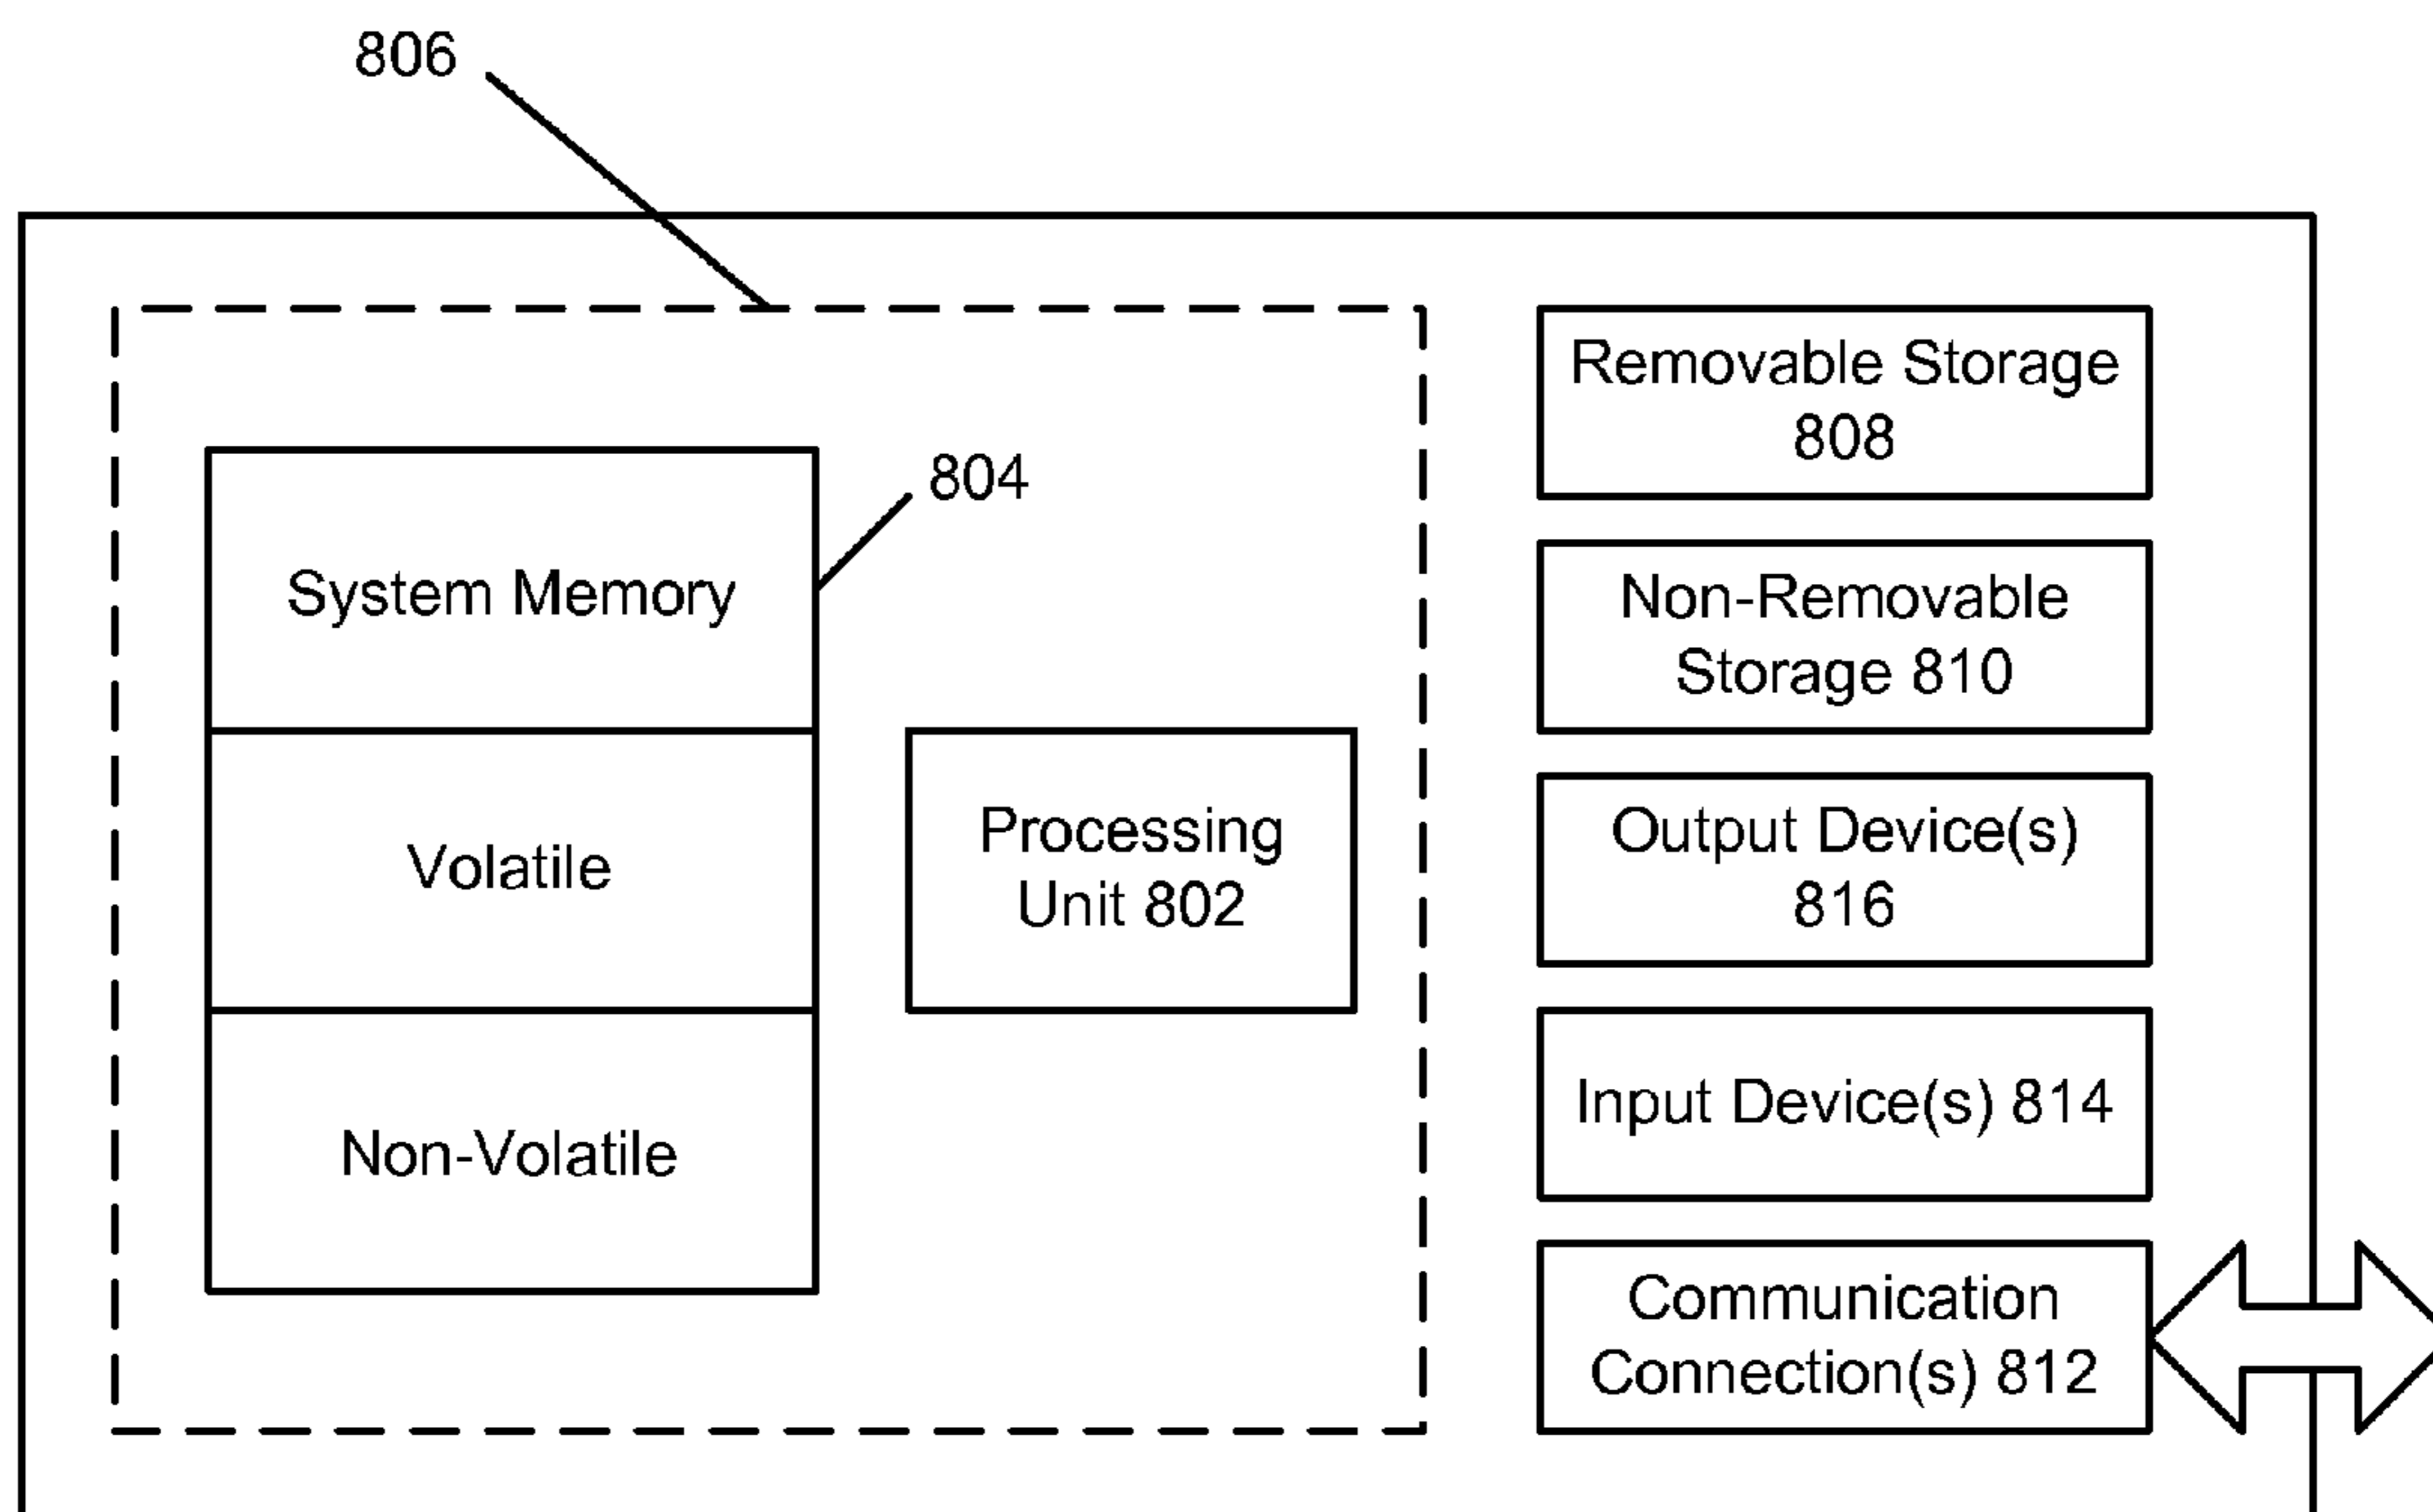 806
804
System Memory
Volatile
Non-Volatile
Processing
Unit 802
Removable Storage
808
Non-Removable
Storage 810
Output Device(s)
816
Input Device(s) 814
Communication
Connection(s) 812